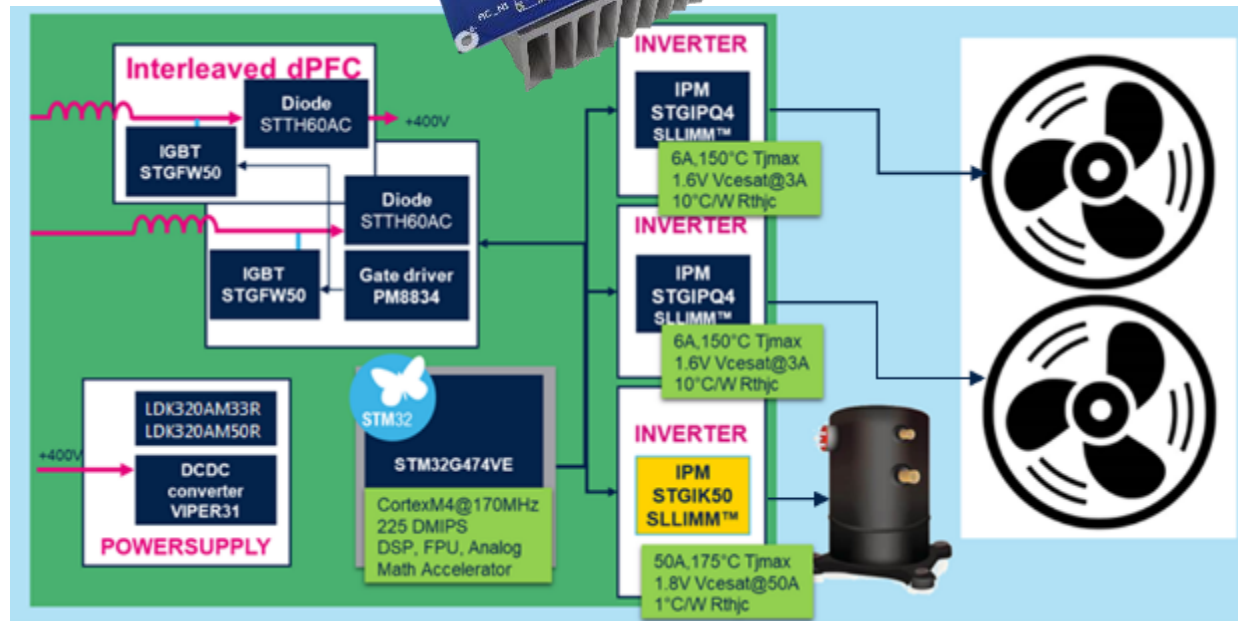 AC_N1
Interleaved dPFC
Diode
STTH60AC
+400V
IGBT
STGFW50
Diode
STTH60AC
IGBT
STGFW50
Gate driver
PM8834
LDK320AM33R
LDK320AM50R
+400V
DCDC
converter
VIPER31
POWERSUPPLY
STM32
STM32G474VE
CortexM4@170MHz
225 DMIPS
DSP, FPU, Analog
Math Accelerator
INVERTER
IPM
STGIPQ4
SLLIMM™
6A,150°C Tjmax
1.6V Vcesat@3A
10°C/W Rthjc
INVERTER
IPM
STGIPQ4
SLLIMM™
6A,150°C Tjmax
1.6V Vcesat@3A
10°C/W Rthjc
INVERTER
IPM
STGIK50
SLLIMM™
50A,175°C Tjmax
1.8V Vcesat@50A
1°C/W Rthjc